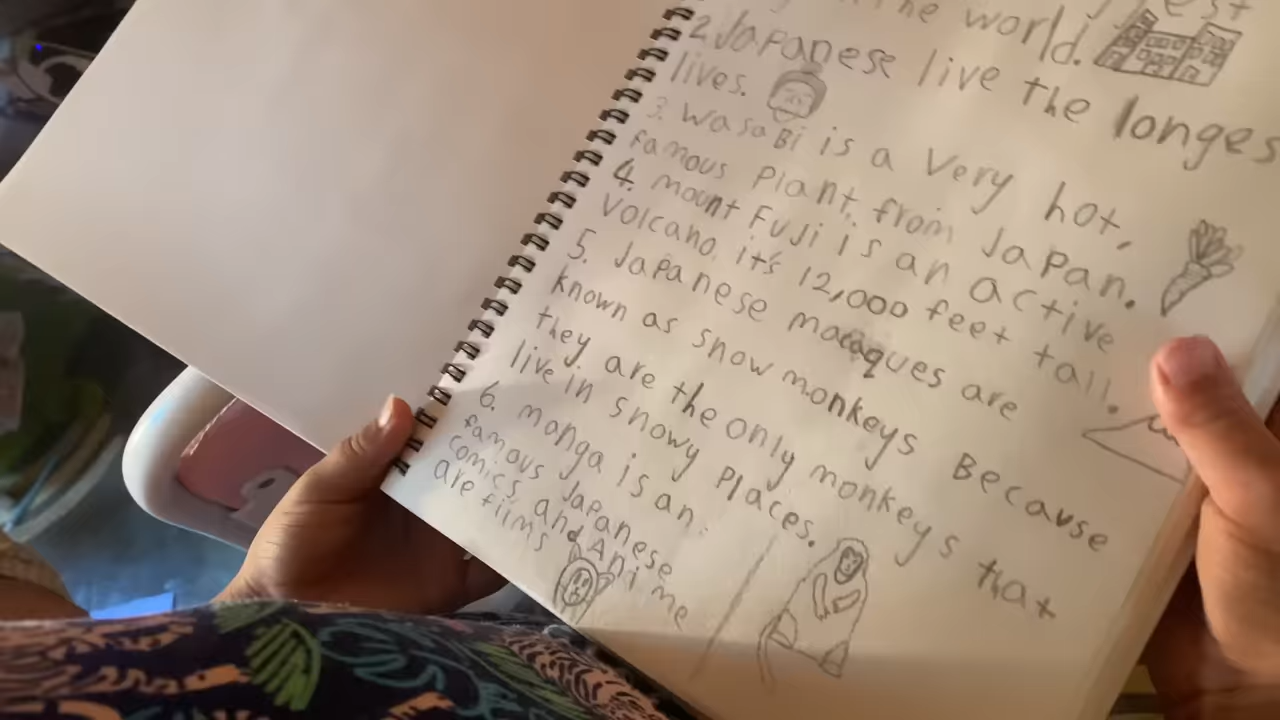 the world.
2 Japanese live the longes
lives.
3. wasaBi is a very hot,
famous plant from Japan.
4. mount Fuji is an active
volcano, it's 12,000 feet tall.
5. Japanese macaques are
known as snow monkeys Because
they are the only monkeys that
live in snowy places.
6. manga is an
famous Japanese
comics, and Anime
are films